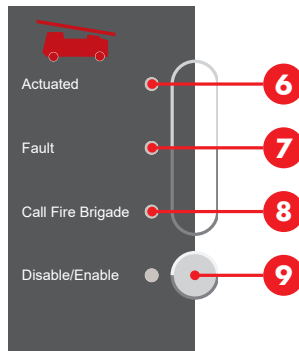 Actuated 6
Fault 7
Call Fire Brigade 8
Disable/Enable 9